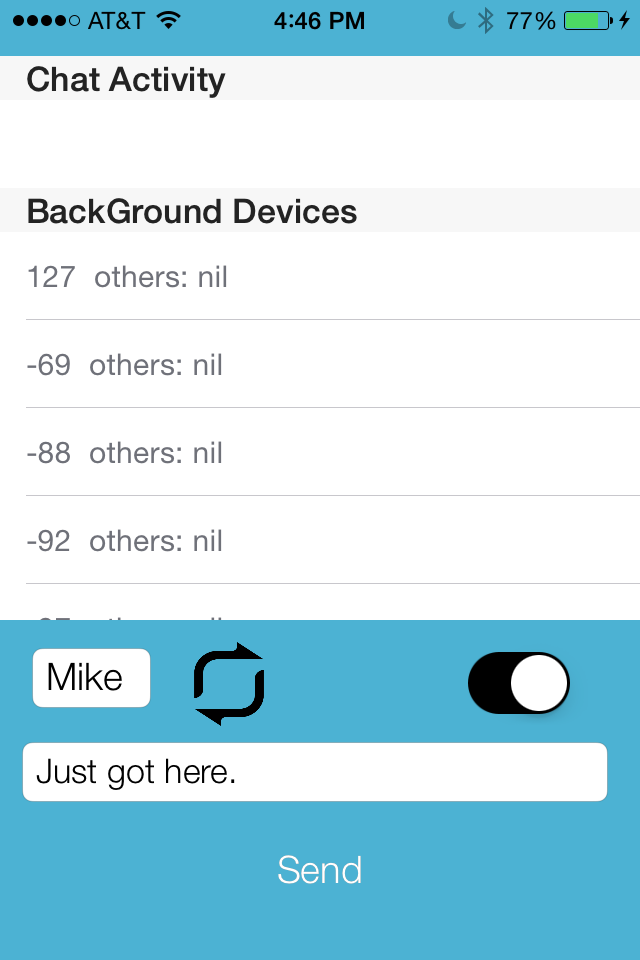 AT&T 4:46 PM 77%
Chat Activity
BackGround Devices
127 others: nil
-69 others: nil
-88 others: nil
-92 others: nil
Mike
Just got here.
Send